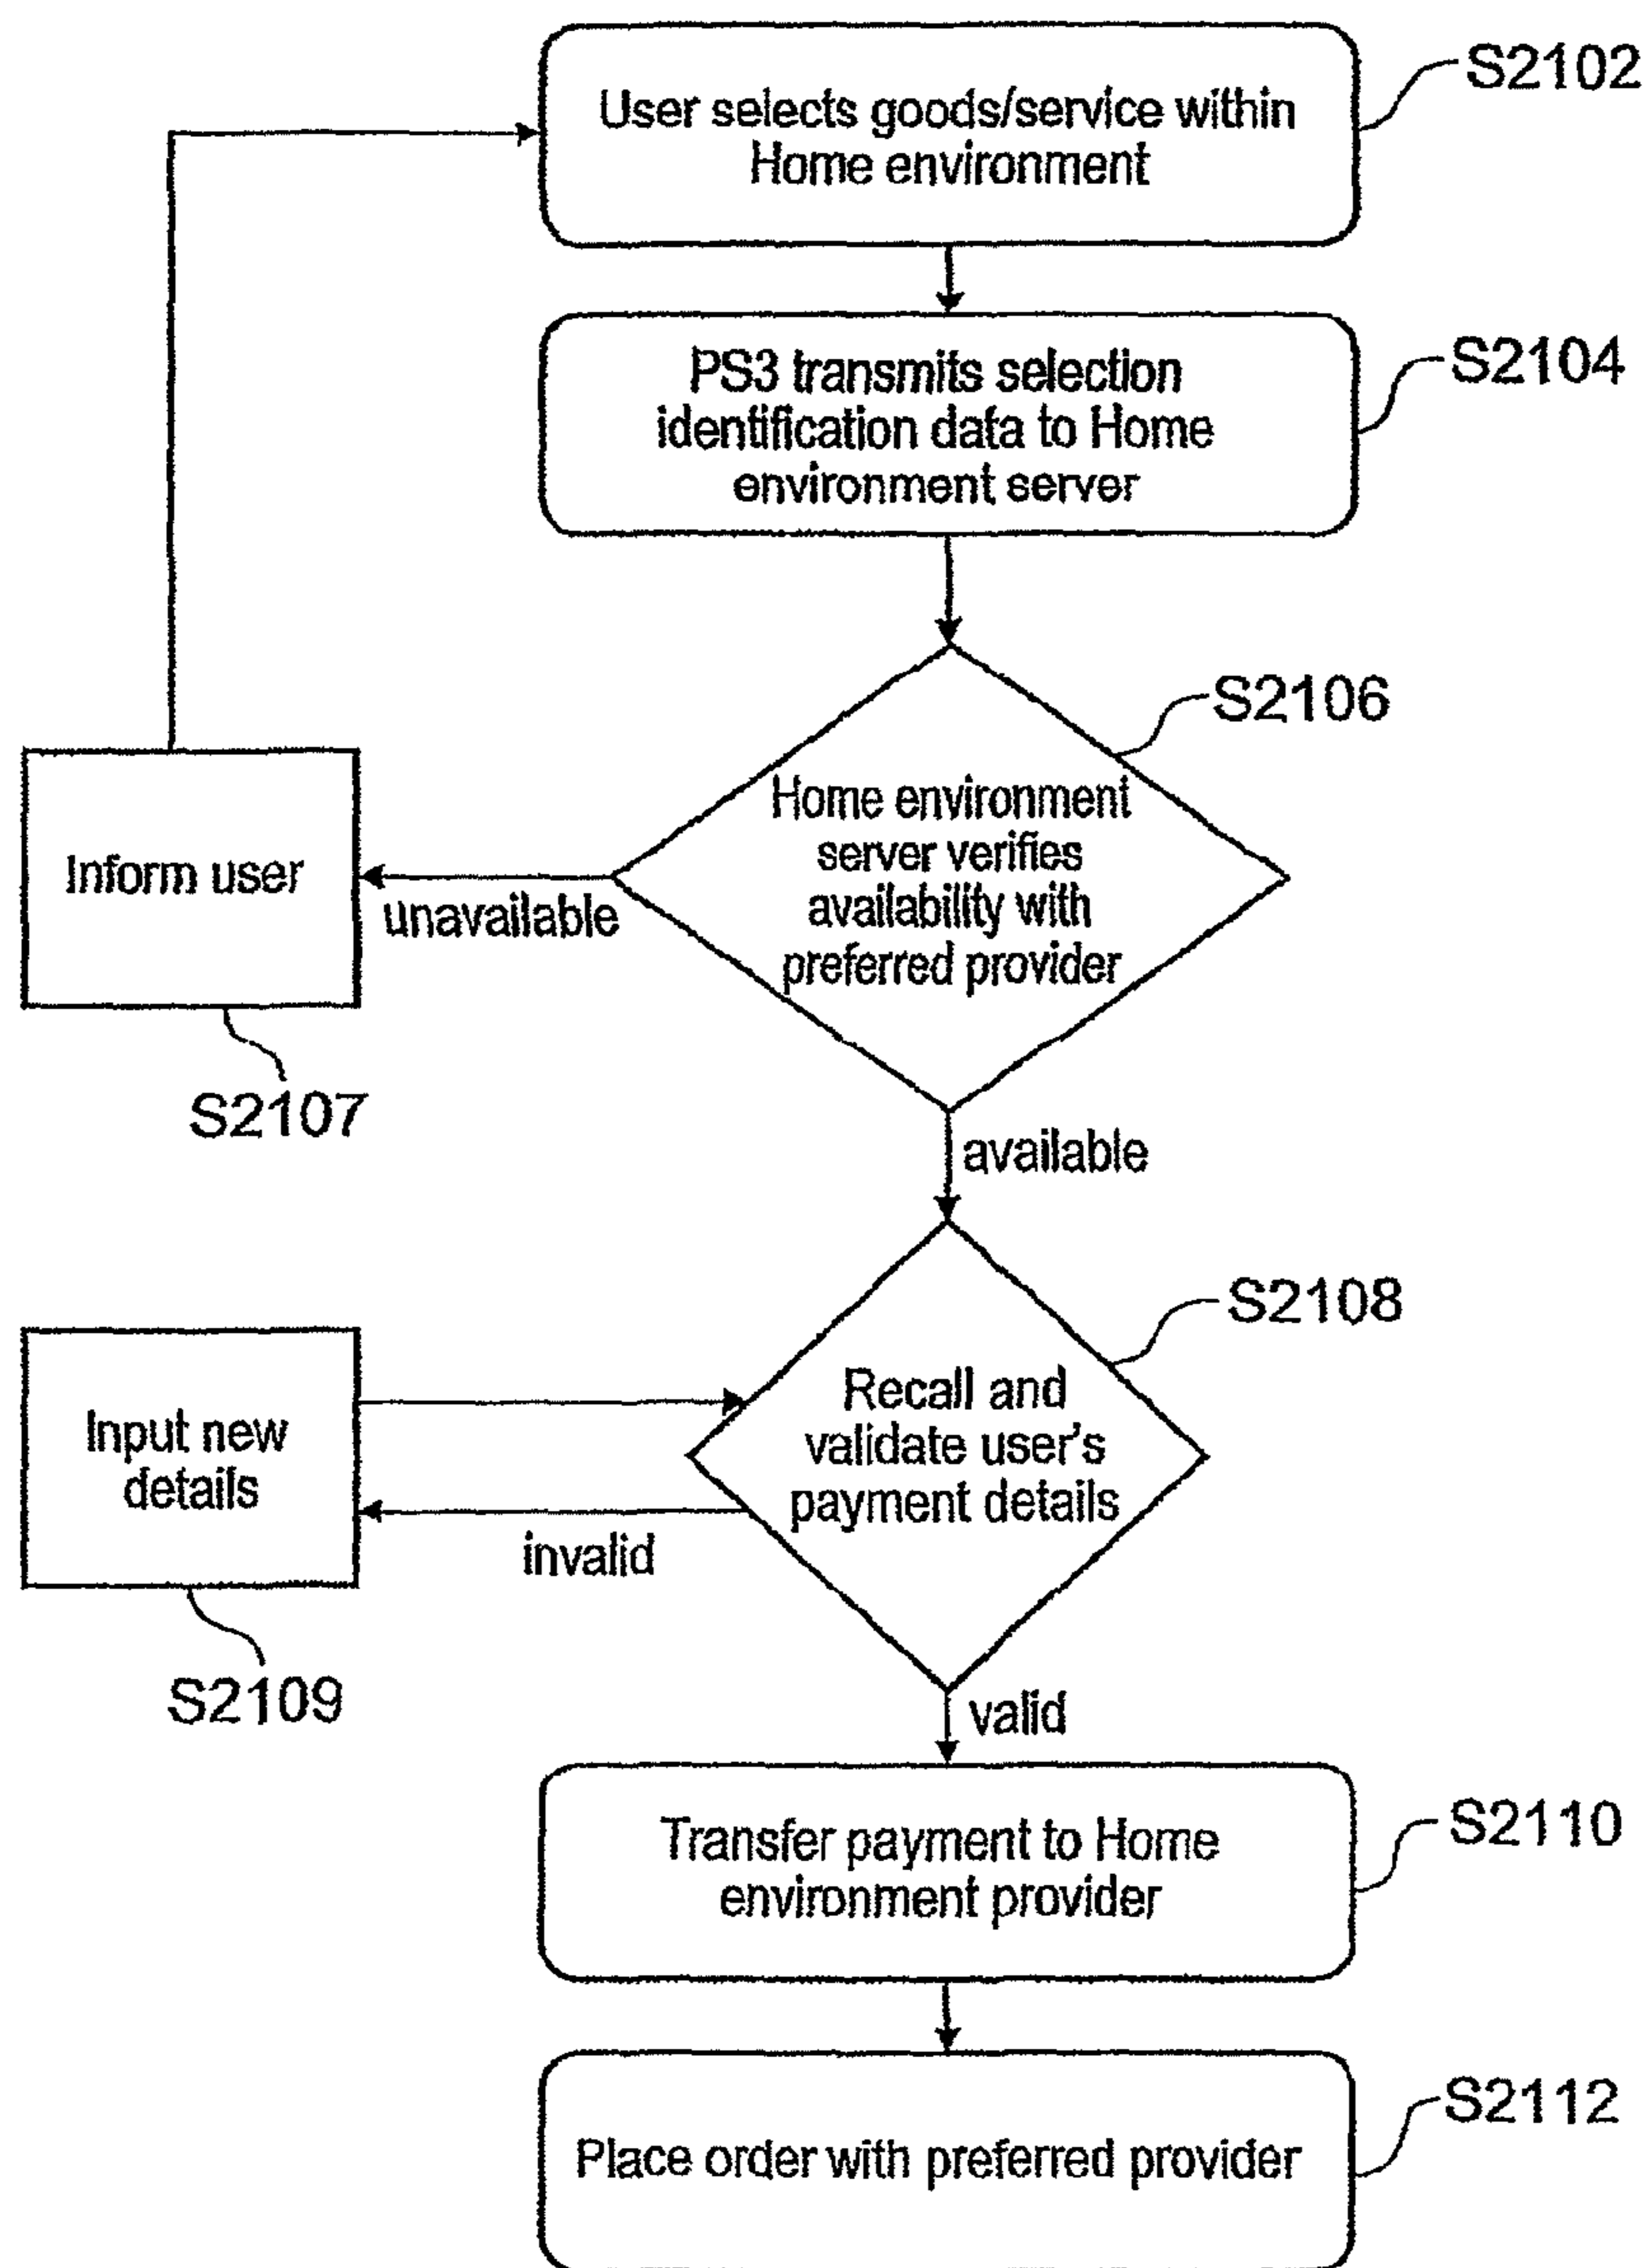 User selects goods/service within
Home environment
S2102
PS3 transmits selection
identification data to Home
environment server
S2104
Home environment
server verifies
availability with
preferred provider
S2106
unavailable
Inform user
S2107
available
Recall and
validate user's
payment details
S2108
Input new
details
invalid
S2109
valid
Transfer payment to Home
environment provider
S2110
Place order with preferred provider
S2112